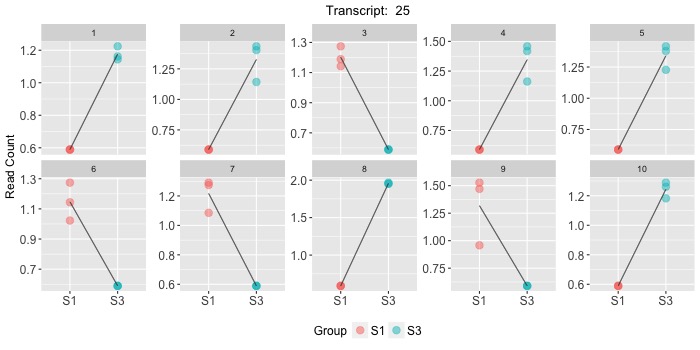 Transcript: 25
1 2 3 4 5
1.2 1.0 0.8 0.6
1.25 1.00 0.75
1.3 1.1 0.9 0.7
1.50 1.25 1.00 0.75
1.25 1.00 0.75
Read Count
6 7 8 9 10
1.3 1.1 0.9 0.7
1.2 1.0 0.8 0.6
2.0 1.5 1.0
1.50 1.25 1.00 0.75
1.2 1.0 0.8 0.6
S1 S3 S1 S3 S1 S3 S1 S3 S1 S3
Group S1 S3